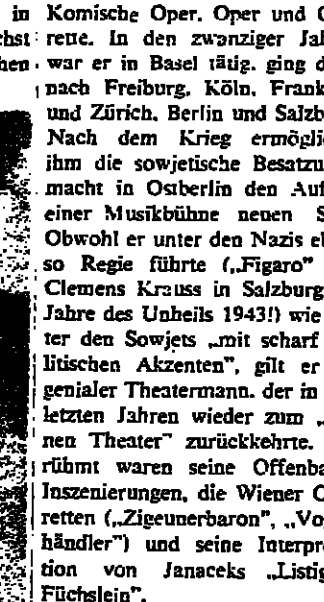 in Komische Oper. Oper und O
chst rette. In den zwanziger Jah
hen war er in Basel tätig. ging d
nach Freiburg, Köln, Frank
und Zürich, Berlin und Salzb
Nach dem Krieg ermöglic
ihm die sowjetische Besatzu
macht in Ostberlin den Auf
einer Musikbühne neuen S
Obwohl er unter den Nazis eb
so Regie führte („Figaro"
Clemens Krauss in Salzburg
Jahre des Unheils 1943!) wie
ter den Sowjets „mit scharf
litischen Akzenten", gilt er
genialer Theatermann. der in
letzten Jahren wieder zum „
nen Theater" zurückkehrte.
rühmt waren seine Offenba
Inszenierungen, die Wiener O
retten („Zigeunerbaron", „Vo
händler") und seine Interpre
tion von Janaceks „Listig
Füchslein".